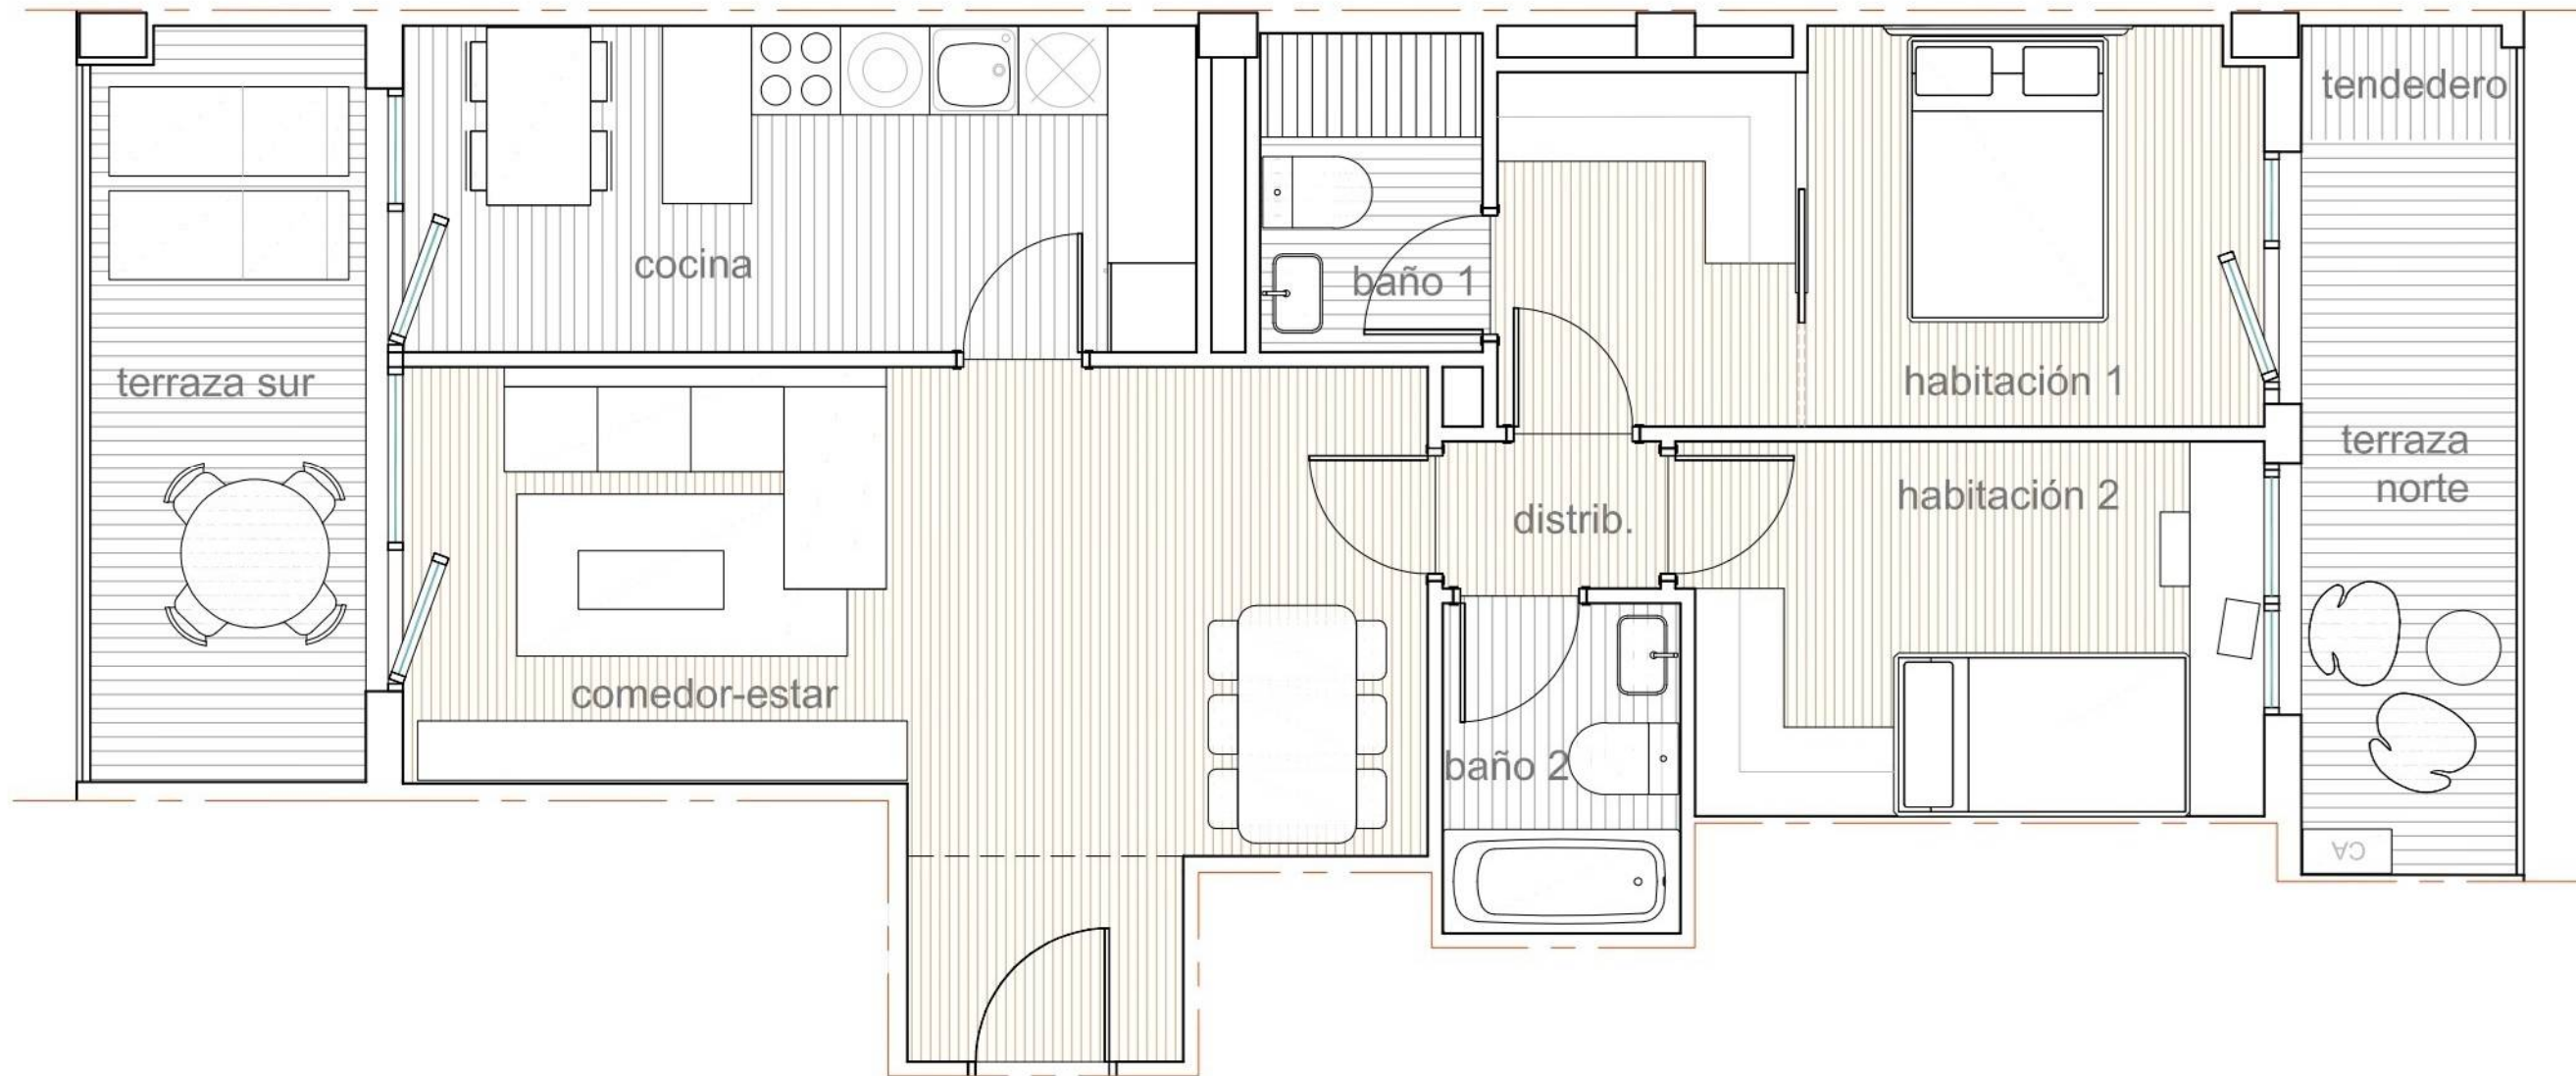 tendedero
cocina
baño 1
terraza sur
habitación 1
terraza
norte
habitación 2
distrib.
comedor-estar
baño 2
CA